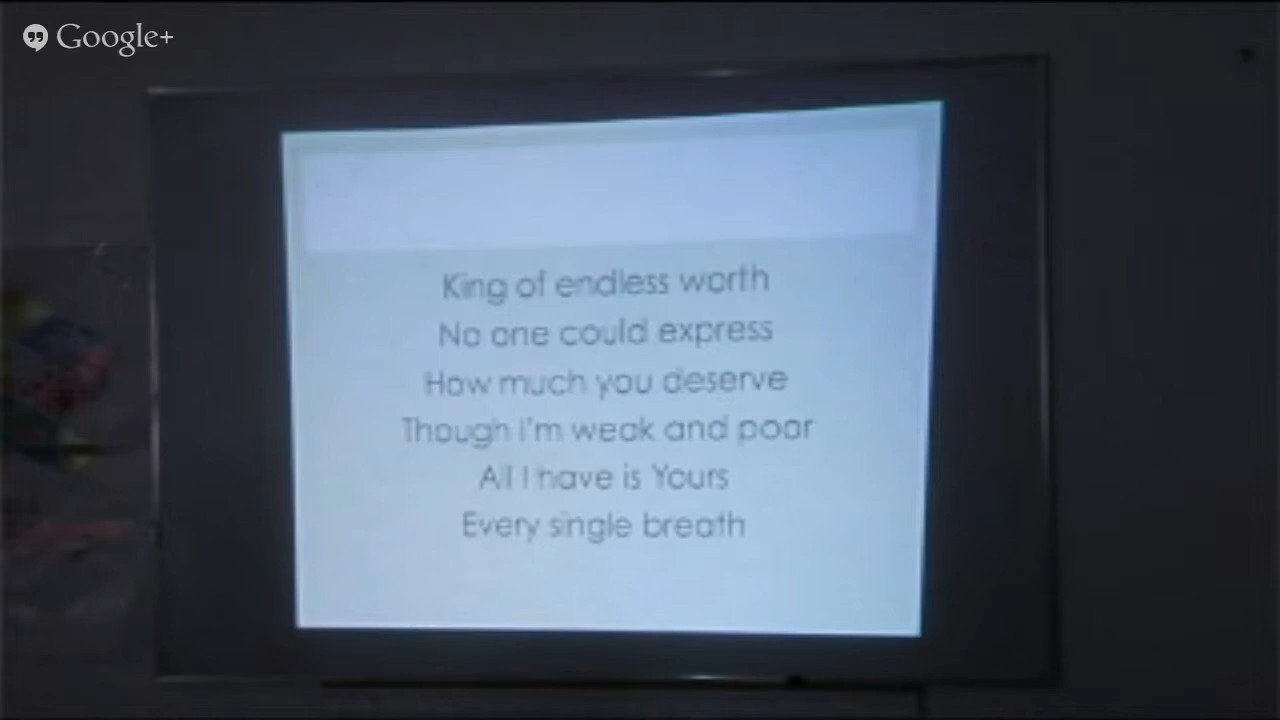 Google+
King of endless worth
No one could express
How much you deserve
Though I'm weak and poor
All I have is Yours
Every single breath